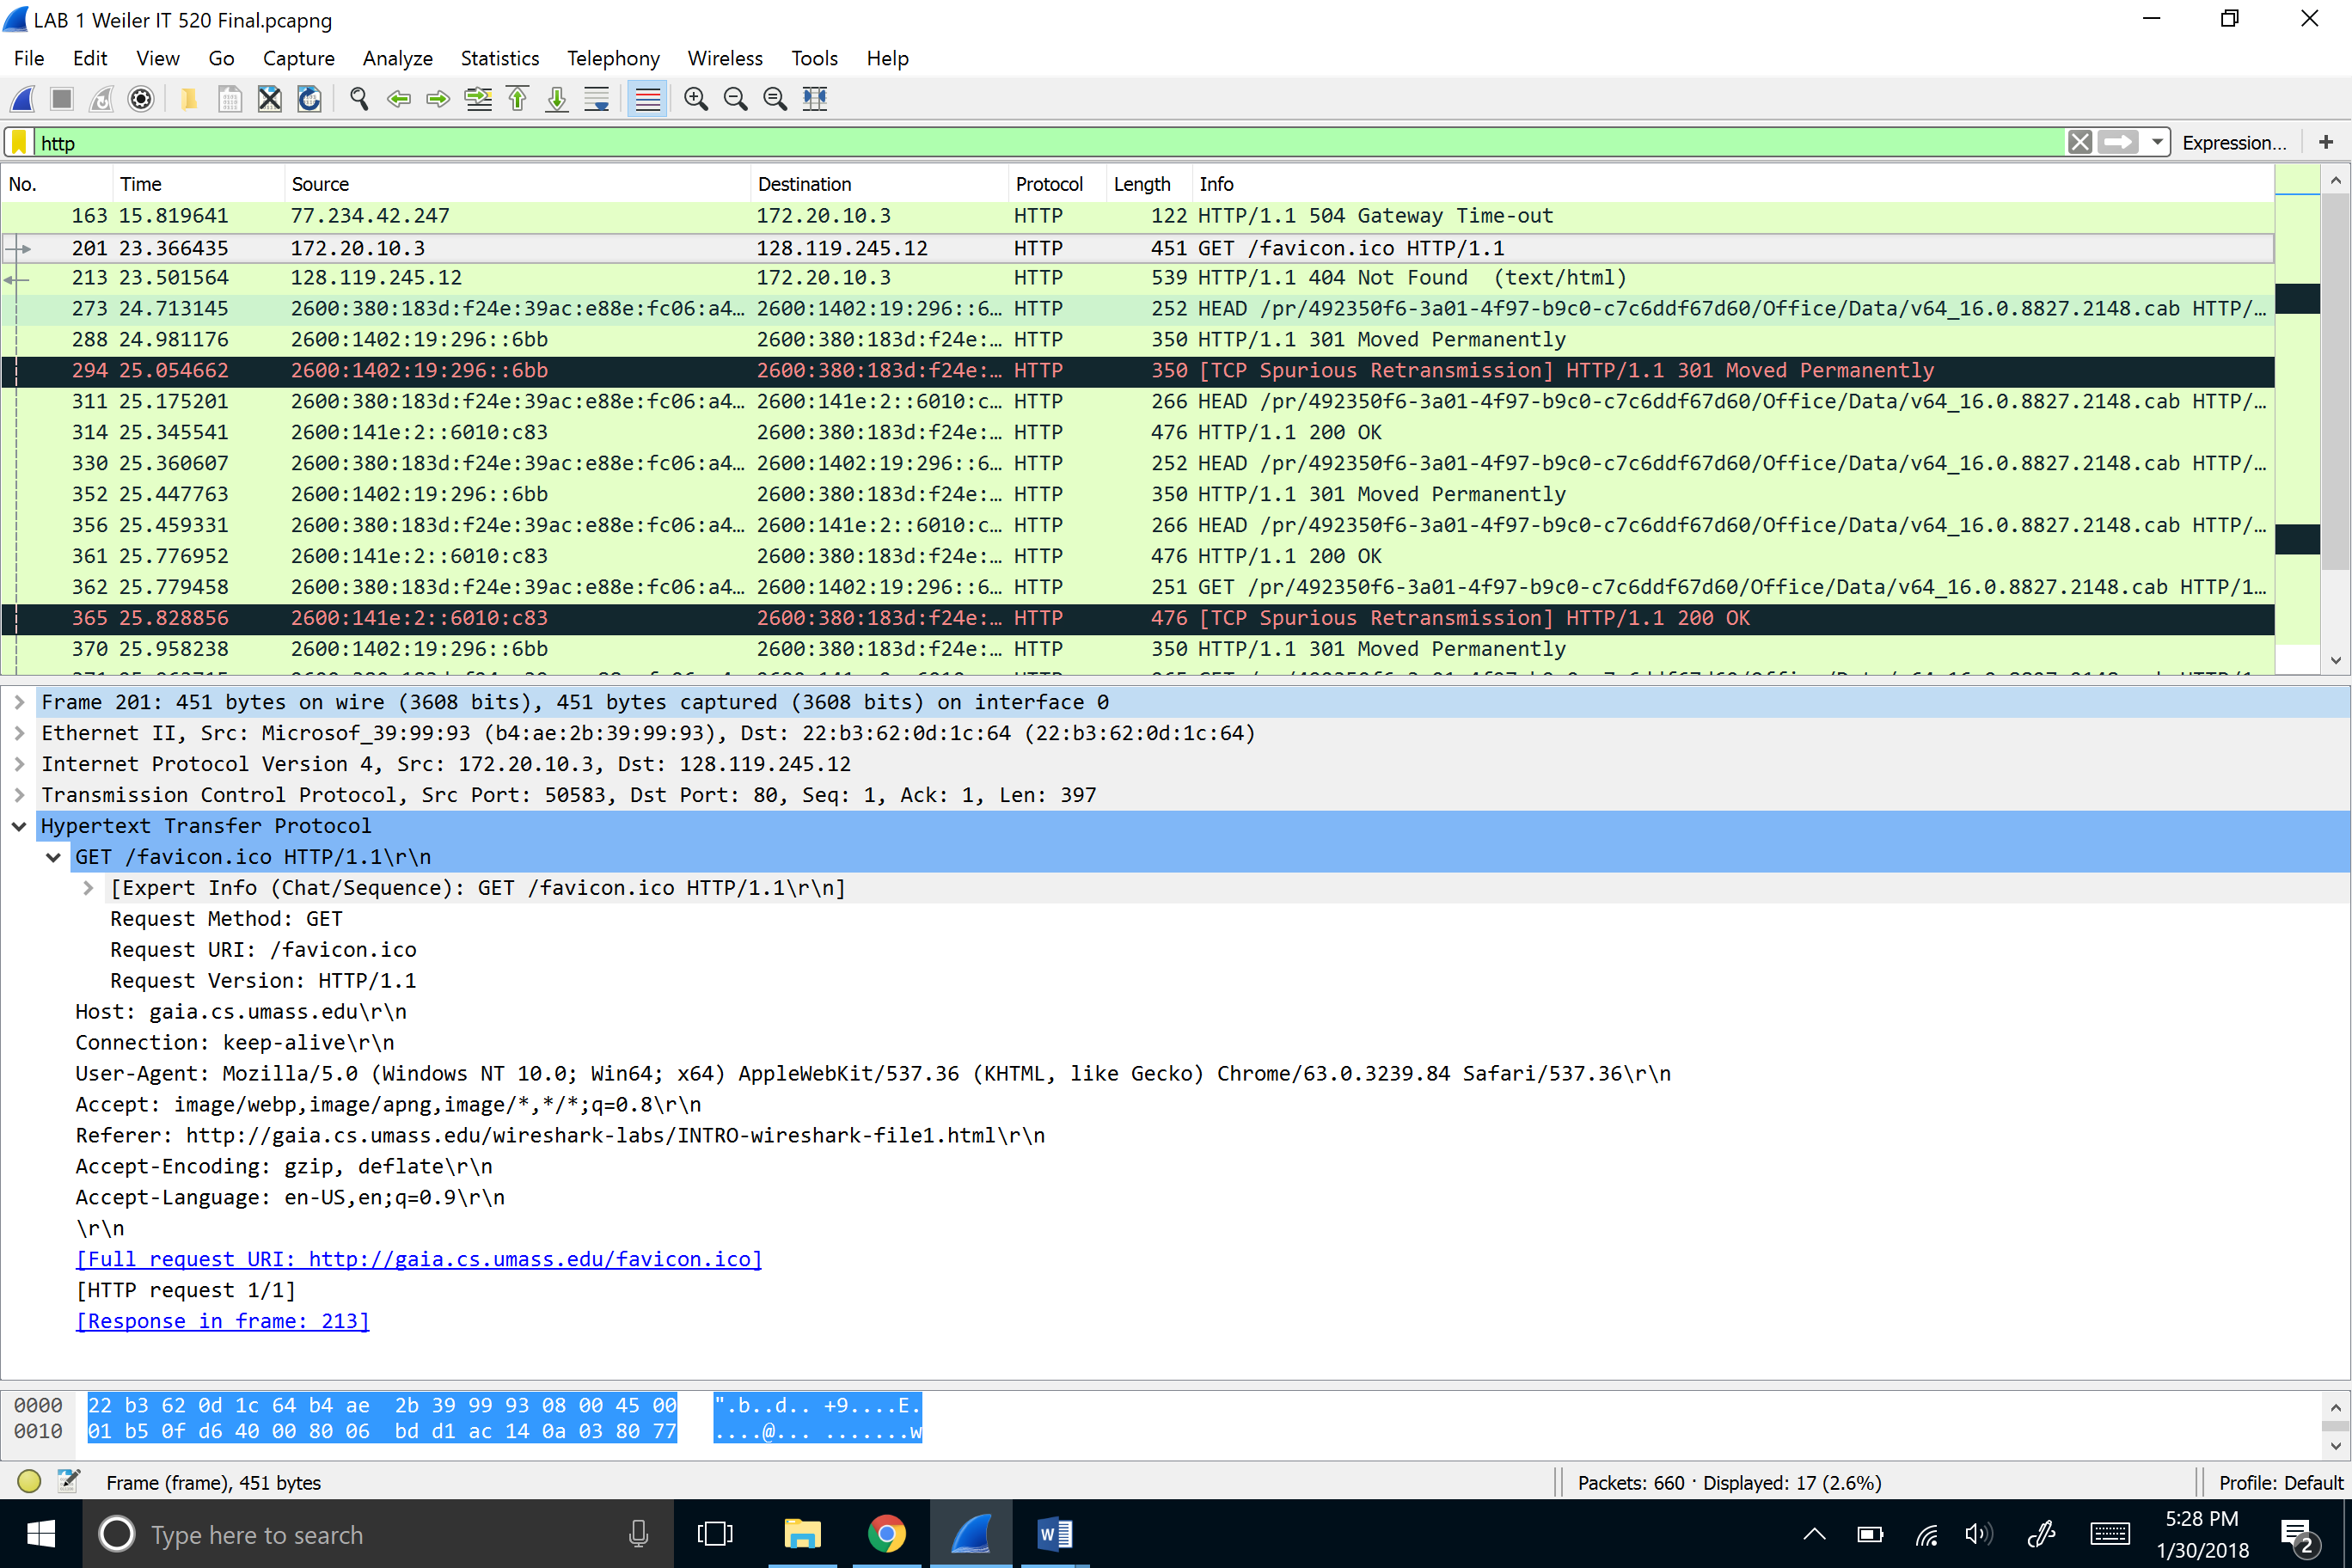 LAB 1 Weiler IT 520 Final.pcapng
File Edit View Go Capture Analyze Statistics Telephony Wireless Tools Help
http Expression... +
No. Time Source Destination Protocol Length Info
163 15.819641 77.234.42.247 172.20.10.3 HTTP 122 HTTP/1.1 504 Gateway Time-out
201 23.366435 172.20.10.3 128.119.245.12 HTTP 451 GET /favicon.ico HTTP/1.1
213 23.501564 128.119.245.12 172.20.10.3 HTTP 539 HTTP/1.1 404 Not Found (text/html)
273 24.713145 2600:380:183d:f24e:39ac:e88e:fc06:a4… 2600:1402:19:296::6… HTTP 252 HEAD /pr/492350f6-3a01-4f97-b9c0-c7c6ddf67d60/Office/Data/v64_16.0.8827.2148.cab HTTP/…
288 24.981176 2600:1402:19:296::6bb 2600:380:183d:f24e:… HTTP 350 HTTP/1.1 301 Moved Permanently
294 25.054662 2600:1402:19:296::6bb 2600:380:183d:f24e:… HTTP 350 [TCP Spurious Retransmission] HTTP/1.1 301 Moved Permanently
311 25.175201 2600:380:183d:f24e:39ac:e88e:fc06:a4… 2600:141e:2::6010:c… HTTP 266 HEAD /pr/492350f6-3a01-4f97-b9c0-c7c6ddf67d60/Office/Data/v64_16.0.8827.2148.cab HTTP/…
314 25.345541 2600:141e:2::6010:c83 2600:380:183d:f24e:… HTTP 476 HTTP/1.1 200 OK
330 25.360607 2600:380:183d:f24e:39ac:e88e:fc06:a4… 2600:1402:19:296::6… HTTP 252 HEAD /pr/492350f6-3a01-4f97-b9c0-c7c6ddf67d60/Office/Data/v64_16.0.8827.2148.cab HTTP/…
352 25.447763 2600:1402:19:296::6bb 2600:380:183d:f24e:… HTTP 350 HTTP/1.1 301 Moved Permanently
356 25.459331 2600:380:183d:f24e:39ac:e88e:fc06:a4… 2600:141e:2::6010:c… HTTP 266 HEAD /pr/492350f6-3a01-4f97-b9c0-c7c6ddf67d60/Office/Data/v64_16.0.8827.2148.cab HTTP/…
361 25.776952 2600:141e:2::6010:c83 2600:380:183d:f24e:… HTTP 476 HTTP/1.1 200 OK
362 25.779458 2600:380:183d:f24e:39ac:e88e:fc06:a4… 2600:1402:19:296::6… HTTP 251 GET /pr/492350f6-3a01-4f97-b9c0-c7c6ddf67d60/Office/Data/v64_16.0.8827.2148.cab HTTP/1…
365 25.828856 2600:141e:2::6010:c83 2600:380:183d:f24e:… HTTP 476 [TCP Spurious Retransmission] HTTP/1.1 200 OK
370 25.958238 2600:1402:19:296::6bb 2600:380:183d:f24e:… HTTP 350 HTTP/1.1 301 Moved Permanently
Frame 201: 451 bytes on wire (3608 bits), 451 bytes captured (3608 bits) on interface 0
Ethernet II, Src: Microsof_39:99:93 (b4:ae:2b:39:99:93), Dst: 22:b3:62:0d:1c:64 (22:b3:62:0d:1c:64)
Internet Protocol Version 4, Src: 172.20.10.3, Dst: 128.119.245.12
Transmission Control Protocol, Src Port: 50583, Dst Port: 80, Seq: 1, Ack: 1, Len: 397
Hypertext Transfer Protocol
GET /favicon.ico HTTP/1.1\r\n
[Expert Info (Chat/Sequence): GET /favicon.ico HTTP/1.1\r\n]
Request Method: GET
Request URI: /favicon.ico
Request Version: HTTP/1.1
Host: gaia.cs.umass.edu\r\n
Connection: keep-alive\r\n
User-Agent: Mozilla/5.0 (Windows NT 10.0; Win64; x64) AppleWebKit/537.36 (KHTML, like Gecko) Chrome/63.0.3239.84 Safari/537.36\r\n
Accept: image/webp,image/apng,image/*,*/*;q=0.8\r\n
Referer: http://gaia.cs.umass.edu/wireshark-labs/INTRO-wireshark-file1.html\r\n
Accept-Encoding: gzip, deflate\r\n
Accept-Language: en-US,en;q=0.9\r\n
\r\n
[Full request URI: http://gaia.cs.umass.edu/favicon.ico]
[HTTP request 1/1]
[Response in frame: 213]
0000 22 b3 62 0d 1c 64 b4 ae 2b 39 99 93 08 00 45 00 ".b..d.. +9....E.
0010 01 b5 0f d6 40 00 80 06 bd d1 ac 14 0a 03 80 77 ....@... .......w
Frame (frame), 451 bytes Packets: 660 · Displayed: 17 (2.6%) Profile: Default
Type here to search
5:28 PM
1/30/2018
2